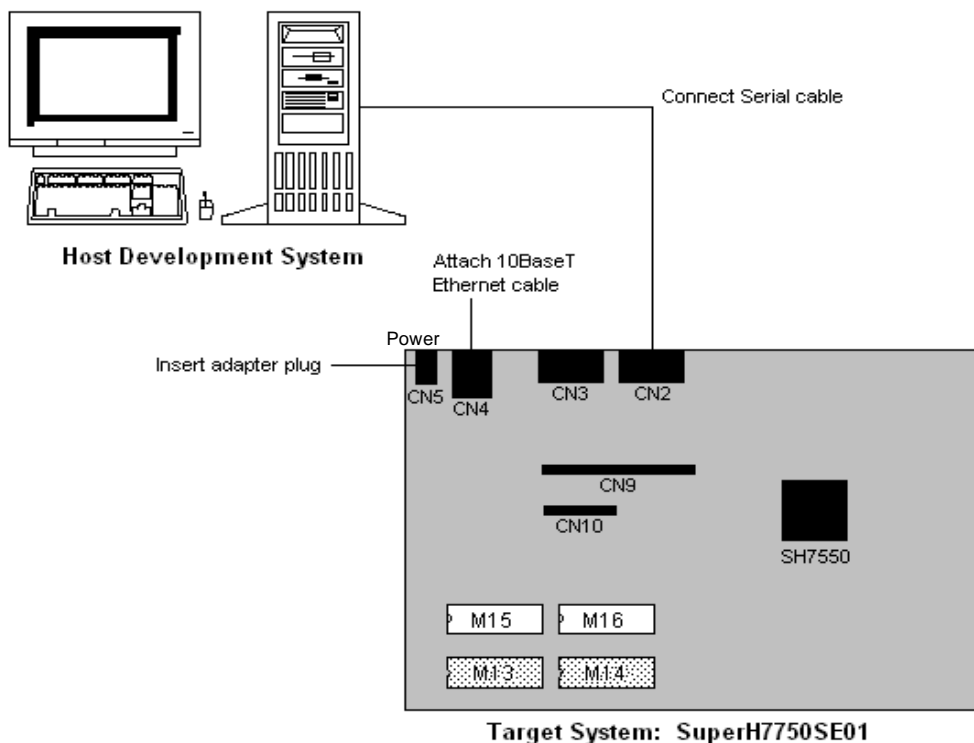 Connect Serial cable
Host Development System
Attach 10BaseT
Ethernet cable
Power
Insert adapter plug
CN5
CN4
CN3
CN2
CN9
CN10
SH7550
M15
M16
M13
M14
Target System: SuperH7750SE01